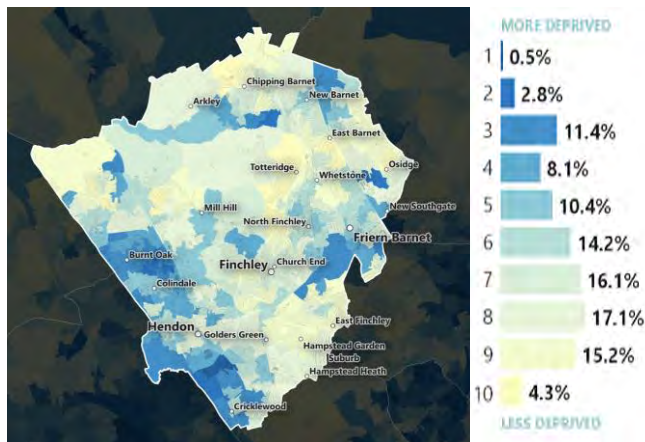 Chipping Barnet
Arkley
New Barnet
East Barnet
Totteridge
Osidge
Whetstone
Mill Hill
New Southgate
North Finchley
Friern Barnet
Burnt Oak
Finchley
Church End
Colindale
East Finchley
Hendon
Golders Green
Hampstead Garden
Suburb
Hampstead Heath
Cricklewood
MORE DEPRIVED
1 0.5%
2 2.8%
3 11.4%
4 8.1%
5 10.4%
6 14.2%
7 16.1%
8 17.1%
9 15.2%
10 4.3%
LESS DEPRIVED